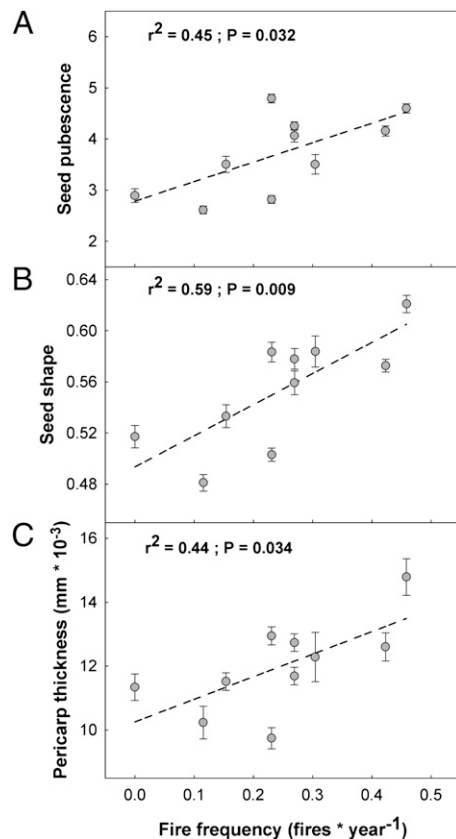 A
r² = 0.45 ; P = 0.032
Seed pubescence
6
5
4
3
2
B
r² = 0.59 ; P = 0.009
Seed shape
0.64
0.60
0.56
0.52
0.48
C
r² = 0.44 ; P = 0.034
Pericarp thickness (mm * 10⁻³)
16
14
12
10
0.0 0.1 0.2 0.3 0.4 0.5
Fire frequency (fires * year⁻¹)